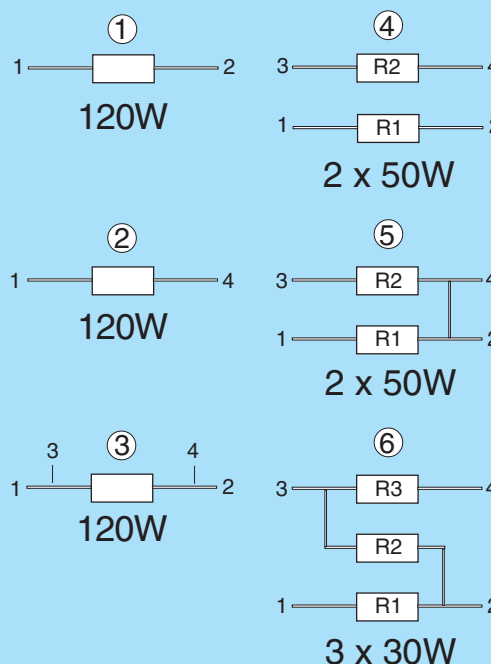 ① ④
3 R2 4
1 2
120W
1 R1 2
2 x 50W
② ⑤
3 R2 4
1 4
120W
1 R1 2
2 x 50W
③ ⑥
3 4
1 2
3 R3 4
120W
R2
1 R1 2
3 x 30W